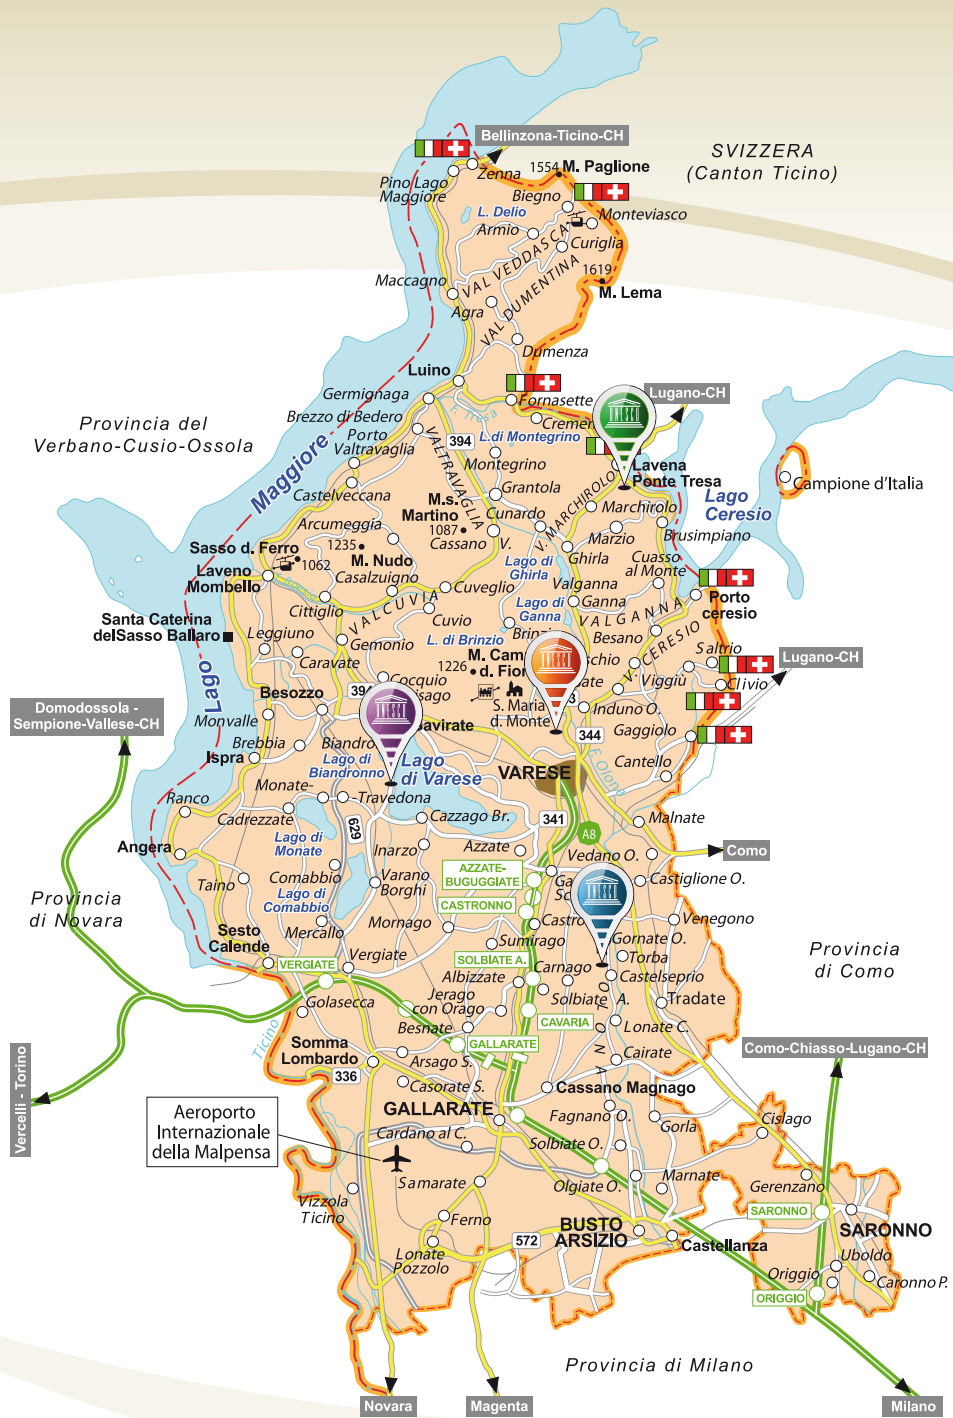 Bellinzona-Ticino-CH
SVIZZERA
(Canton Ticino)
1554
M. Paglione
Zenna
Pino Lago
Maggiore
Biegno
L. Delio
Monteviasco
Armio
Curiglia
VAL VEDDASCA
VAL DUMENTINA
Maccagno
1619
M. Lema
Agra
Dumenza
Luino
Germignaga
Fornasette
Lugano-CH
Brezzo di Bedero
F. Tresa
Provincia del
Verbano-Cusio-Ossola
Porto
Valtravaglia
394
L.di Montegrino
Montegrino
Lavena
Ponte Tresa
Campione d'Italia
Castelveccana
VALTRAVAGLIA
Grantola
V. MARCHIROLO
Lago
Ceresio
Lago Maggiore
M.s.
Martino
1087
Cunardo
Marchirolo
Arcumeggia
Cassano
V.
Marzio
Brusimpiano
Sasso d. Ferro
1062
1235
M. Nudo
Ghirla
Lago di
Ghirla
Cuasso
al Monte
Laveno
Mombello
Casalzuigno
Cuveglio
Valganna
Cittiglio
VALCUVIA
Lago di
Ganna
Ganna
VALGANNA
Porto
ceresio
Santa Caterina
delSasso Ballaro
Leggiuno
Gemonio
Cuvio
L. di Brinzio
Besano
V. CERESIO
Saltrio
Caravate
1226
Viggiù
Clivio
Lugano-CH
Besozzo
394
S. Maria
d. Monte
Induno O.
Domodossola -
Sempione-Vallese-CH
Monvalle
344
Gaggiolo
Brebbia
Ispra
Lago di
Biandronno
Lago
di Varese
VARESE
F. Olona
Cantello
Ranco
Monate-
-Travedona
Cadrezzate
629
Cazzago Br.
341
A8
Malnate
Angera
Lago di
Monate
Inarzo
Azzate
Vedano O.
Como
Taino
Comabbio
Lago di
Comabbio
Varano
Borghi
AZZATE-
BUGUGGIATE
CASTRONNO
Castiglione O.
Provincia
di Novara
Mercallo
Mornago
Venegono
Sesto
Calende
Sumirago
Gornate O.
Provincia
di Como
VERGIATE
Vergiate
SOLBIATE A.
Torba
Albizzate
Carnago
Castelseprio
Golasecca
Jerago
con Orago
Solbiate A.
Tradate
Ticino
Besnate
CAVARIA
Lonate C.
OLONA
Somma
Lombardo
GALLARATE
Arsago S.
Cairate
Como-Chiasso-Lugano-CH
336
Casorate S.
Cassano Magnago
Vercelli - Torino
Aeroporto
Internazionale
della Malpensa
GALLARATE
Fagnano O.
Gorla
Cislago
Cardano al C.
Solbiate O.
Vizzola
Ticino
Samarate
Olgiate O.
Marnate
Gerenzano
SARONNO
SARONNO
Ferno
BUSTO
ARSIZIO
572
Castellanza
Lonate
Pozzolo
Uboldo
Origgio
Caronno P.
ORIGGIO
Provincia di Milano
Novara
Magenta
Milano